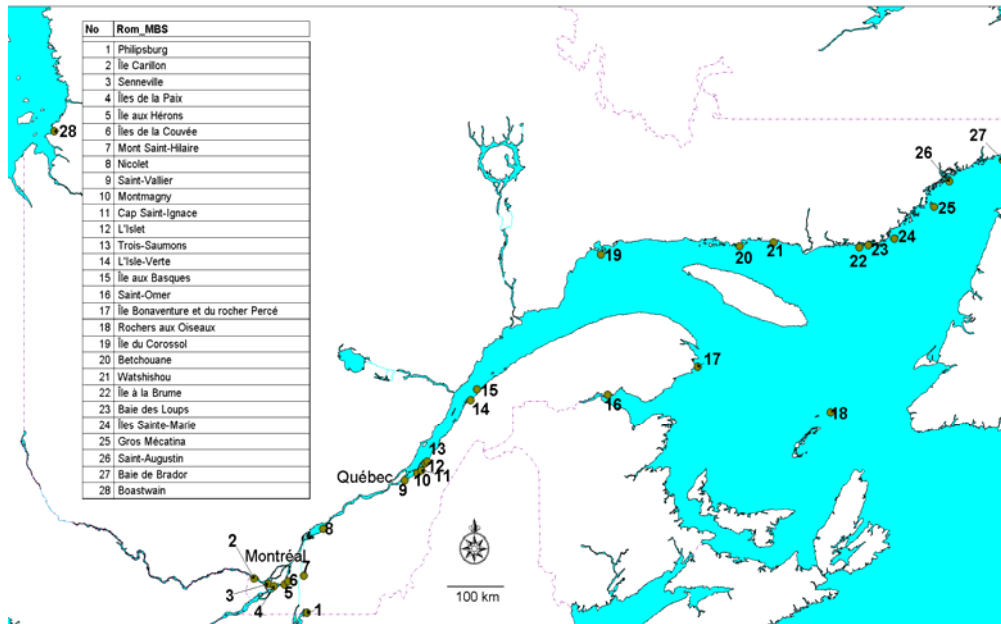 No Rom_MBS
1 Philipsburg
2 Île Carillon
3 Senneville
4 Îles de la Paix
5 Île aux Hérons
6 Îles de la Couvée
7 Mont Saint-Hilaire
8 Nicolet
9 Saint-Vallier
10 Montmagny
11 Cap Saint-Ignace
12 L'Islet
13 Trois-Saumons
14 L'Isle-Verte
15 Île aux Basques
16 Saint-Omer
17 Île Bonaventure et du rocher Percé
18 Rochers aux Oiseaux
19 Île du Corossol
20 Betchouane
21 Watshishou
22 Île à la Brume
23 Baie des Loups
24 Îles Sainte-Marie
25 Gros Mécatina
26 Saint-Augustin
27 Baie de Brador
28 Boastwain
28
27
26
25
24
23
22
21
20
19
17
18
16
15
14
13
12
11
10
9
Québec
8
Montréal
7
6
5
4
3
2
1
100 km